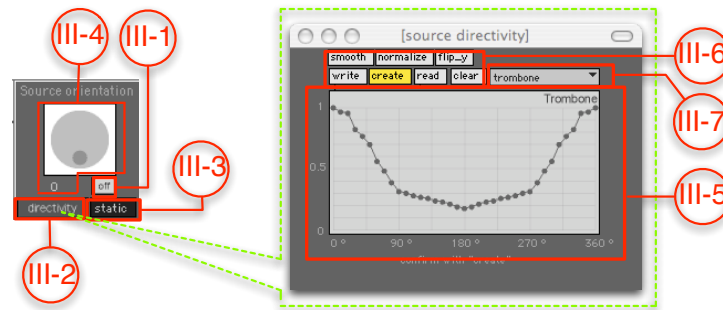 III-4
III-1
[source directivity]
III-6
smooth normalize flip_y
write create read clear trombone
Source orientation
Trombone
III-7
1
III-3
0.5
III-5
0 off
directivity static
0
0 ° 90 ° 180 ° 270 ° 360 °
confirm with "create"
III-2